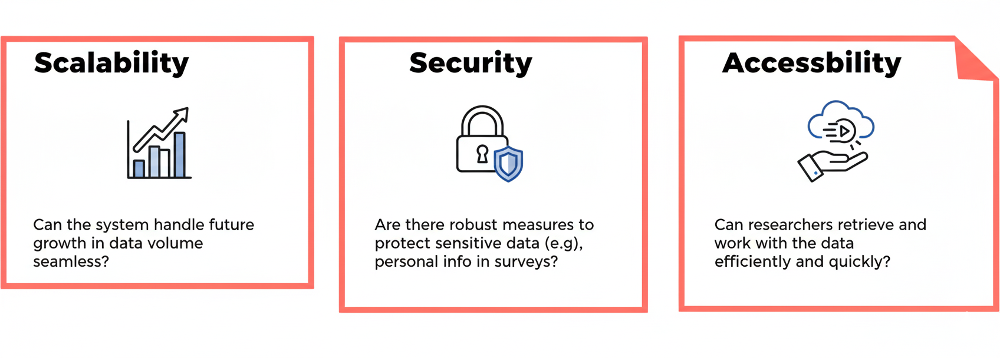 Scalability
Can the system handle future
growth in data volume
seamless?
Security
Are there robust measures to
protect sensitive data (e.g),
personal info in surveys?
Accessbility
Can researchers retrieve and
work with the data
efficiently and quickly?